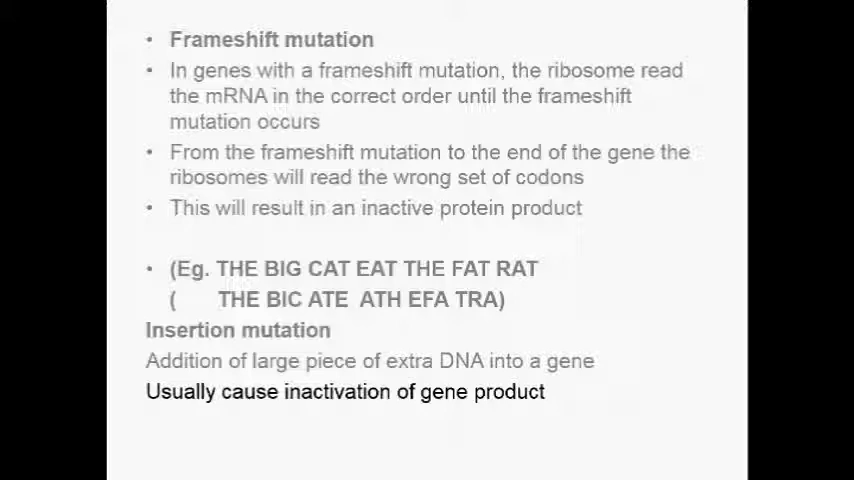 • Frameshift mutation
• In genes with a frameshift mutation, the ribosome read
the mRNA in the correct order until the frameshift
mutation occurs
• From the frameshift mutation to the end of the gene the
ribosomes will read the wrong set of codons
• This will result in an inactive protein product
• (Eg. THE BIG CAT EAT THE FAT RAT
( THE BIC ATE ATH EFA TRA)
Insertion mutation
Addition of large piece of extra DNA into a gene
Usually cause inactivation of gene product